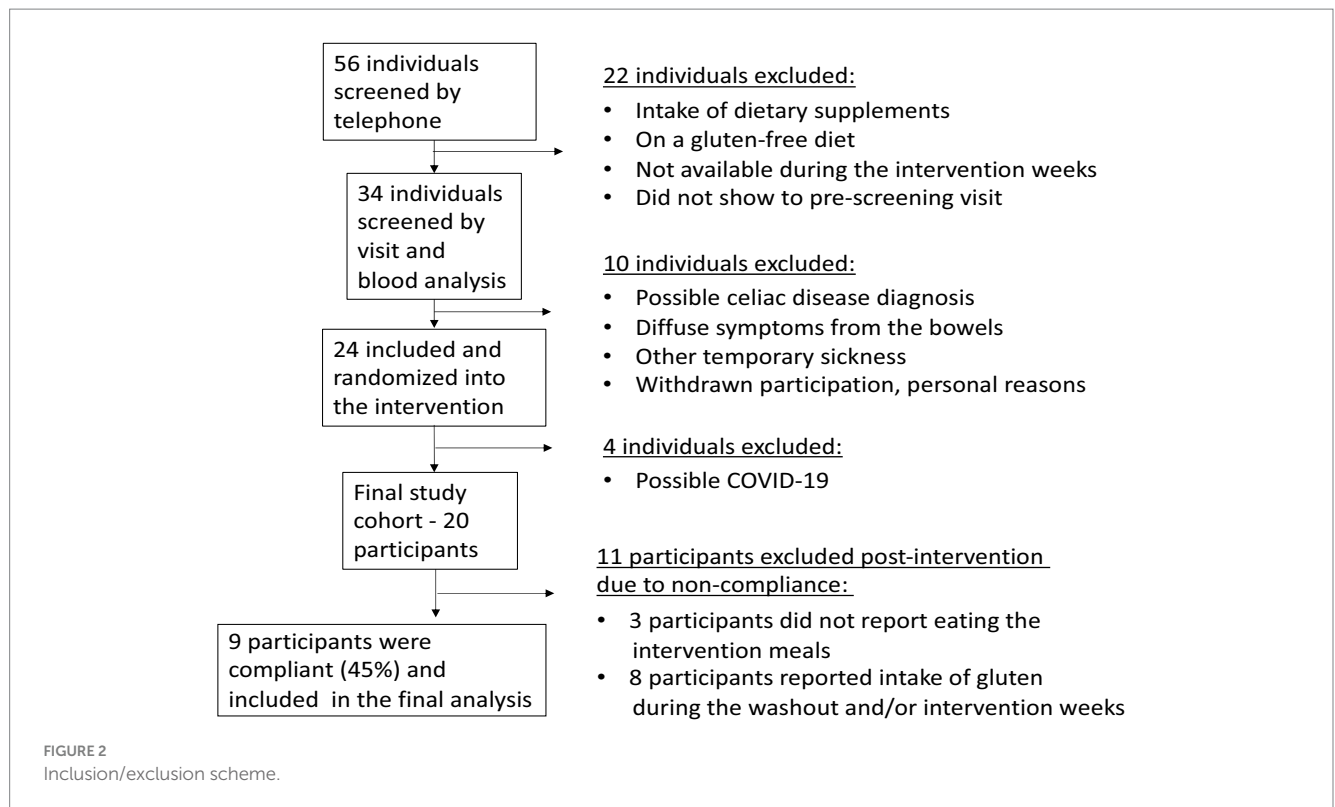 56 individuals
screened by
telephone
22 individuals excluded:
• Intake of dietary supplements
• On a gluten-free diet
• Not available during the intervention weeks
• Did not show to pre-screening visit
34 individuals
screened by
visit and
blood analysis
10 individuals excluded:
• Possible celiac disease diagnosis
• Diffuse symptoms from the bowels
• Other temporary sickness
• Withdrawn participation, personal reasons
24 included and
randomized into
the intervention
4 individuals excluded:
• Possible COVID-19
Final study
cohort - 20
participants
11 participants excluded post-intervention
due to non-compliance:
• 3 participants did not report eating the
intervention meals
• 8 participants reported intake of gluten
during the washout and/or intervention weeks
9 participants were
compliant (45%) and
included in the final analysis
FIGURE 2
Inclusion/exclusion scheme.